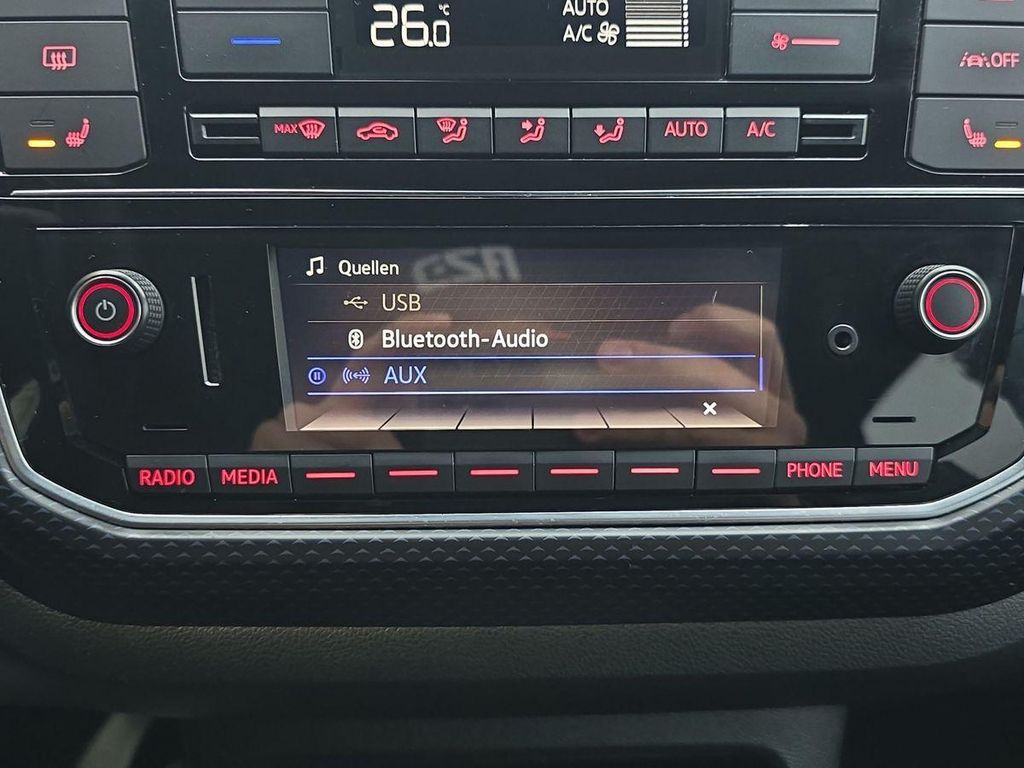 26.0 °C
AUTO
A/C
OFF
MAX
AUTO
A/C
Quellen
USB
Bluetooth-Audio
AUX
RADIO
MEDIA
PHONE
MENU